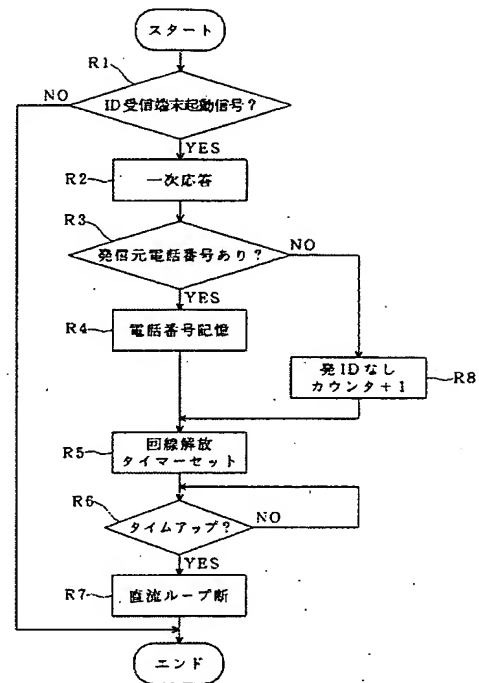 スタート
R1
ID受信端末起動信号?
NO
YES
R2
一次応答
R3
発信元電話番号あり?
NO
YES
R4
電話番号記憶
発IDなし
カウンタ+1
R8
R5
回線解放
タイマーセット
R6
タイムアップ?
NO
YES
R7
直流ループ断
エンド